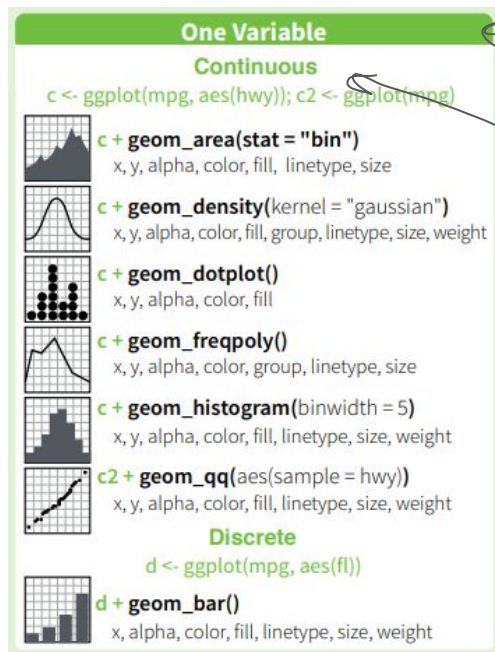 One Variable
Continuous
c <- ggplot(mpg, aes(hwy)); c2 <- ggplot(mpg)
c + geom_area(stat = "bin")
x, y, alpha, color, fill, linetype, size
c + geom_density(kernel = "gaussian")
x, y, alpha, color, fill, group, linetype, size, weight
c + geom_dotplot()
x, y, alpha, color, fill
c + geom_freqpoly()
x, y, alpha, color, group, linetype, size
c + geom_histogram(binwidth = 5)
x, y, alpha, color, fill, linetype, size, weight
c2 + geom_qq(aes(sample = hwy))
x, y, alpha, color, fill, linetype, size, weight
Discrete
d <- ggplot(mpg, aes(fl))
d + geom_bar()
x, alpha, color, fill, linetype, size, weight